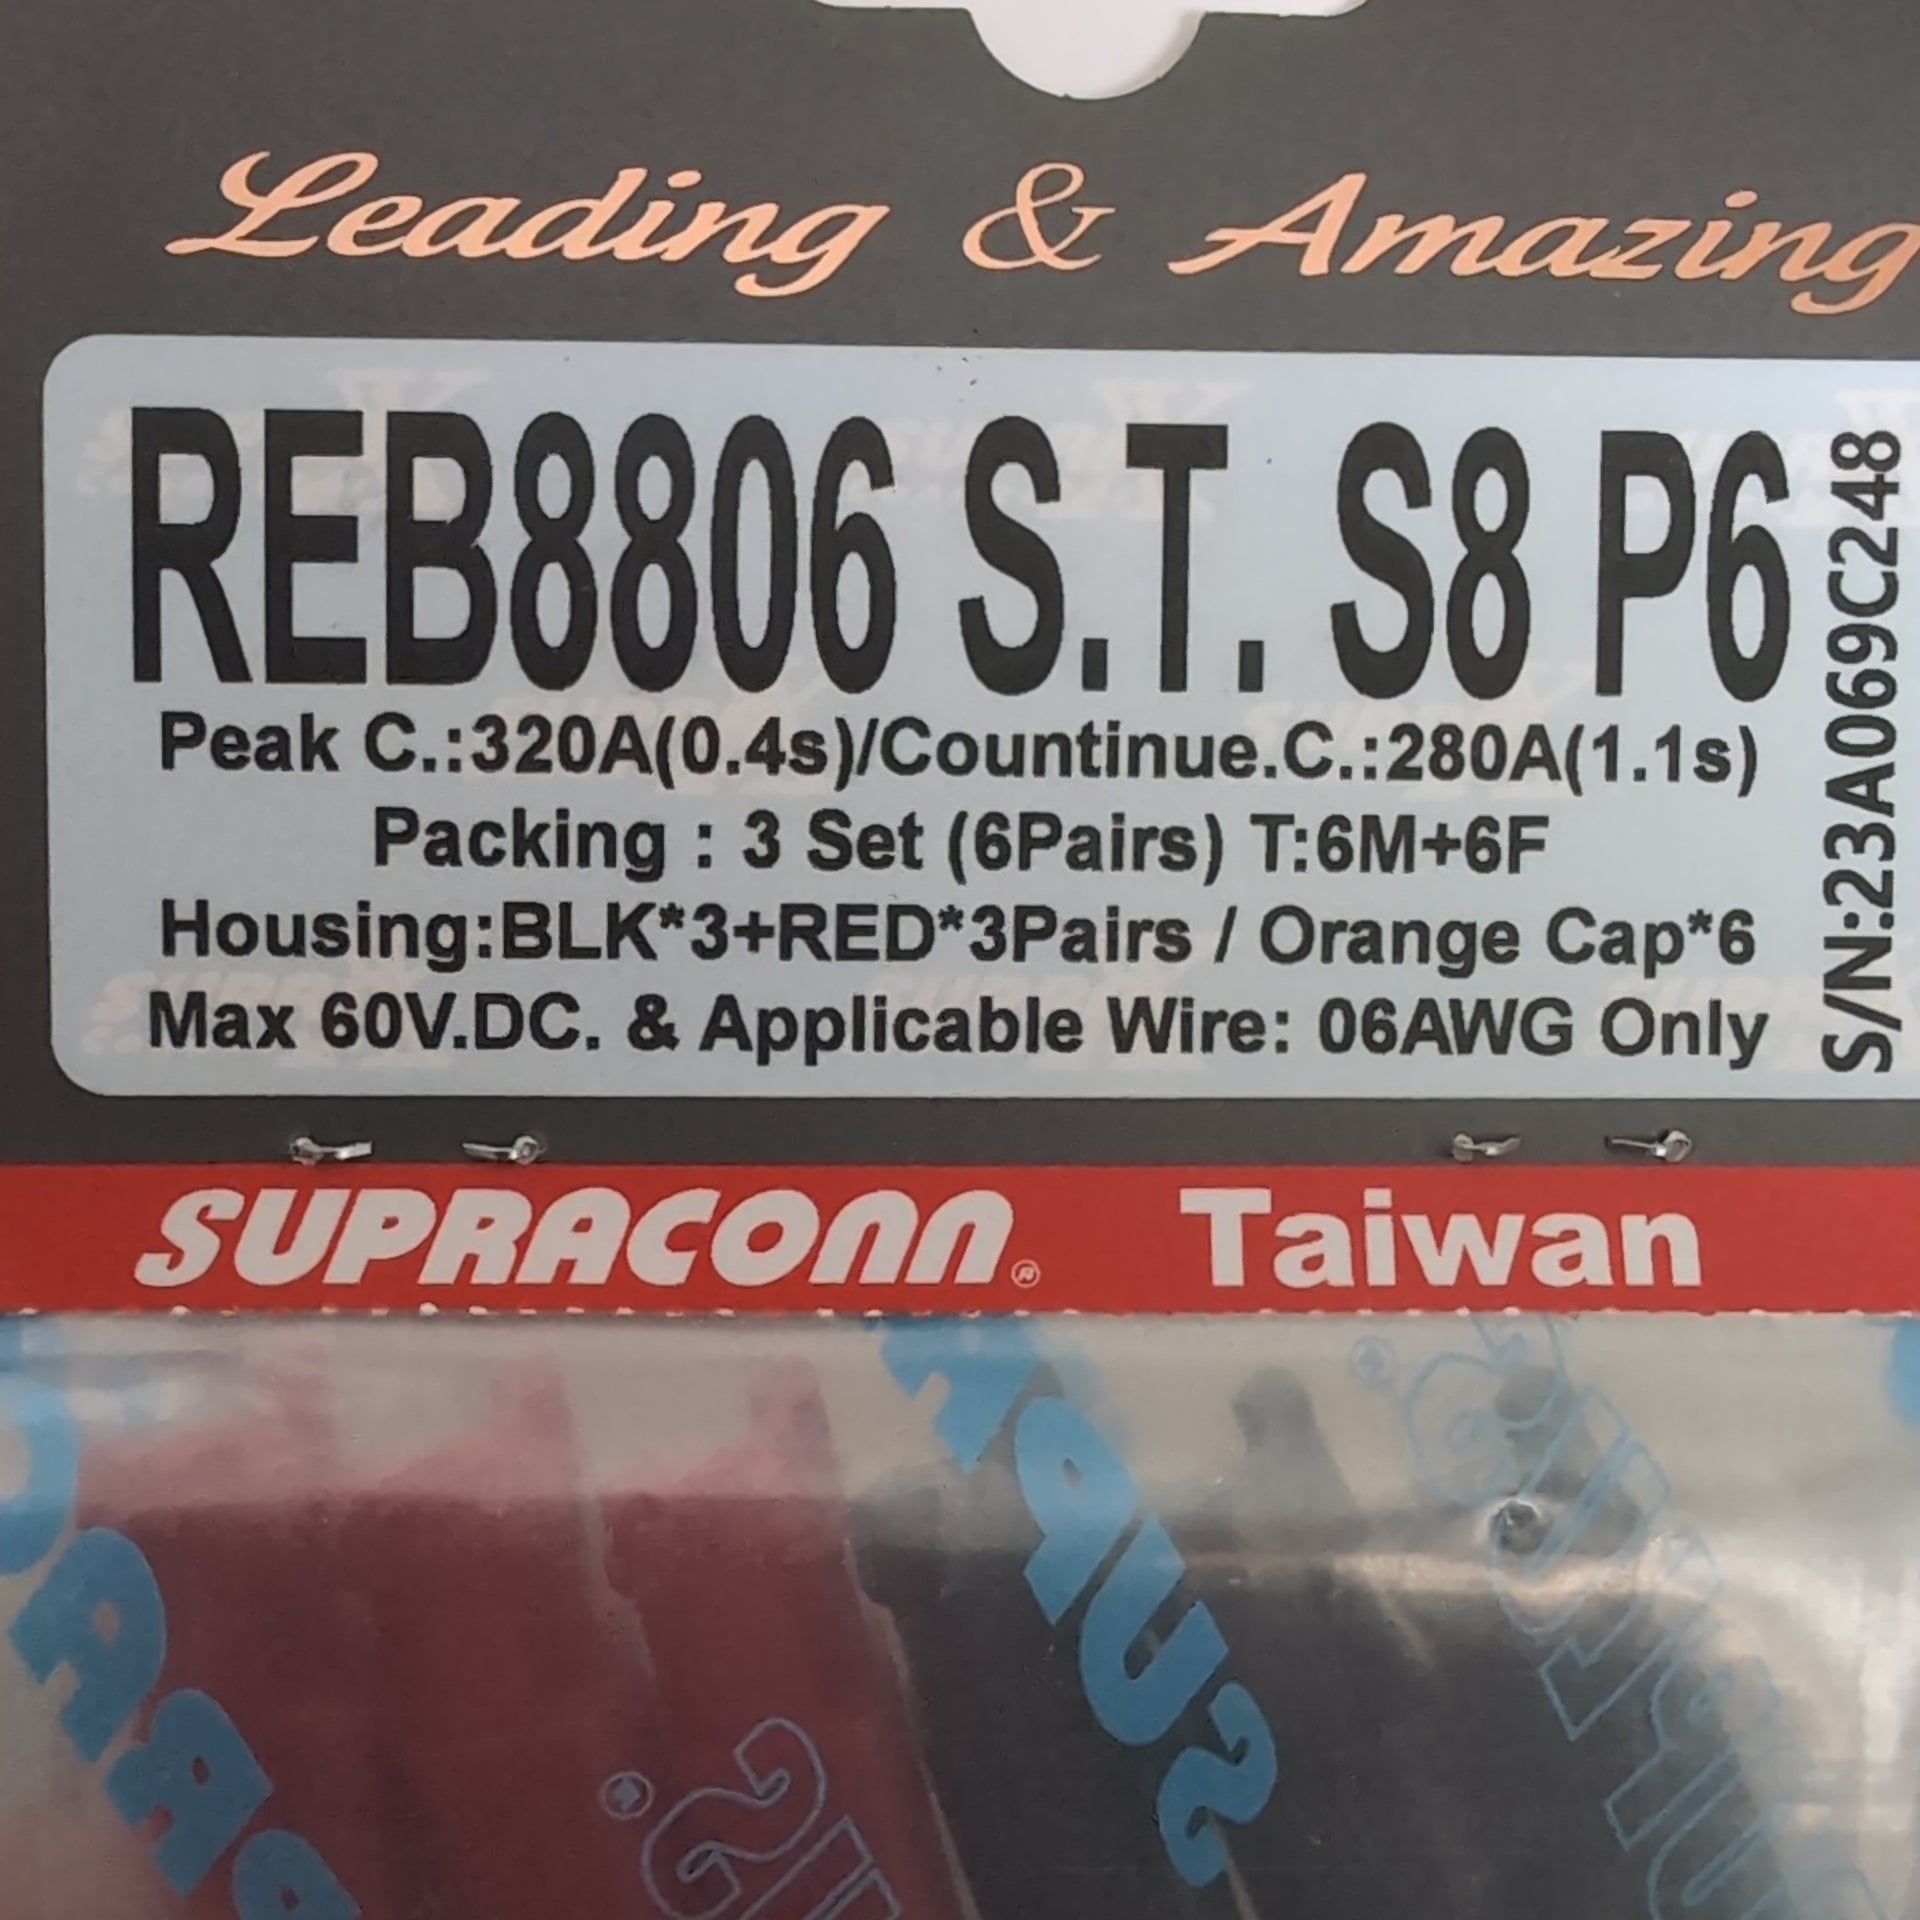 Leading & Amazing
REB8806 S.T. S8 P6
Peak C.:320A(0.4s)/Countinue.C.:280A(1.1s)
Packing : 3 Set (6Pairs) T:6M+6F
Housing:BLK*3+RED*3Pairs / Orange Cap*6
Max 60V.DC. & Applicable Wire: 06AWG Only
S/N:23A069C248
SUPRACONN® Taiwan